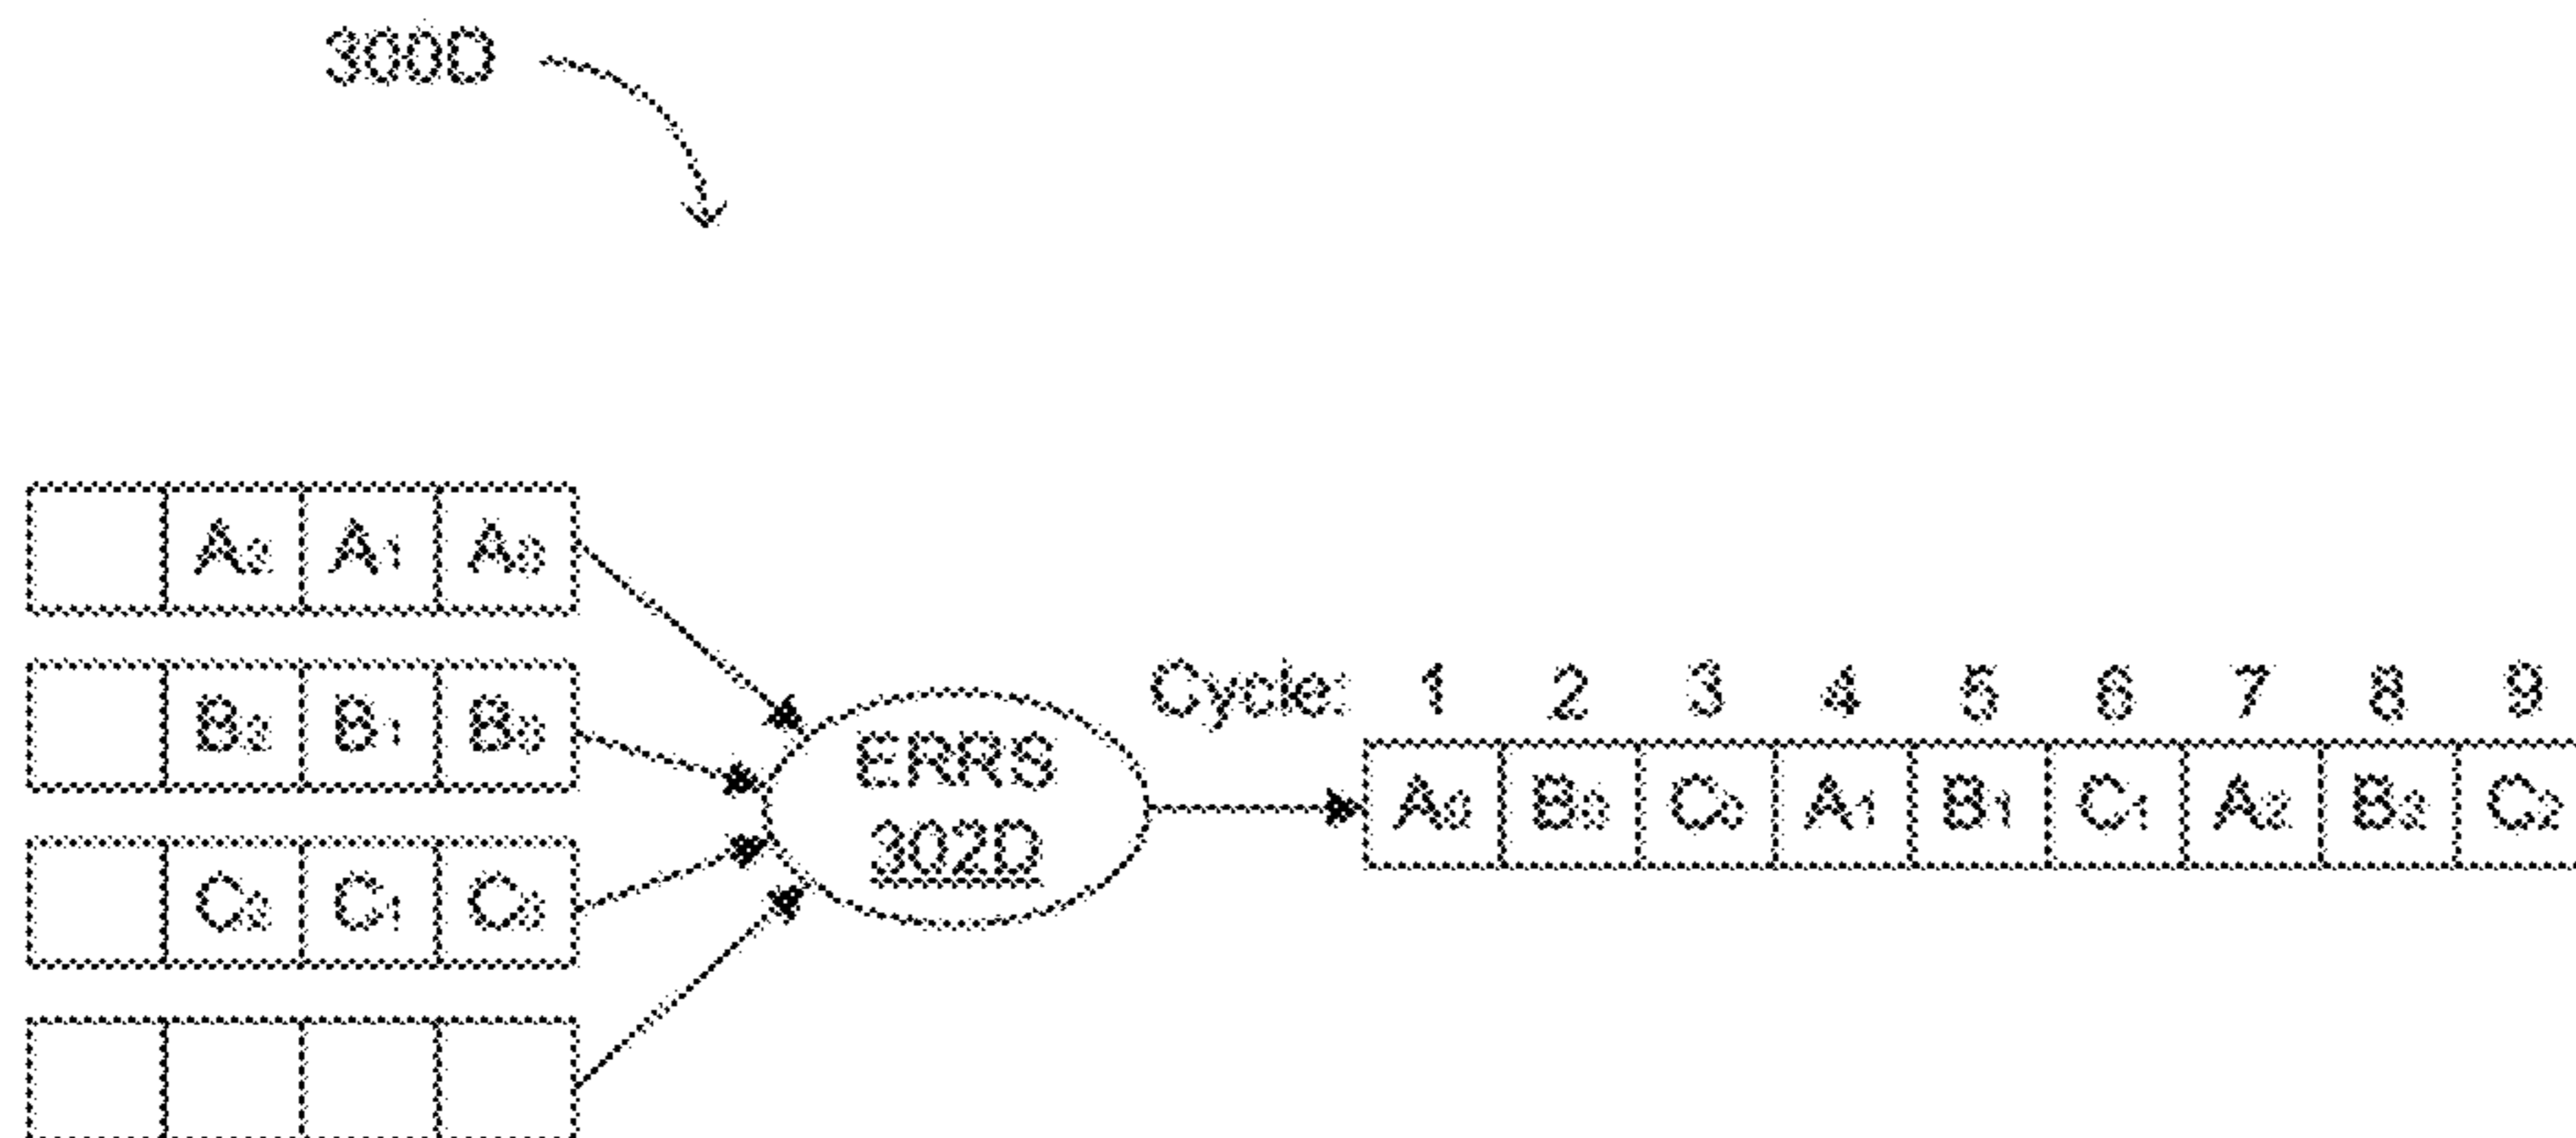 300D
A2 A1 A0
B2 B1 B0
C2 C1 C0
ERRS
302D
Cycle: 1 2 3 4 5 6 7 8 9
A0 B0 C0 A1 B1 C1 A2 B2 C2